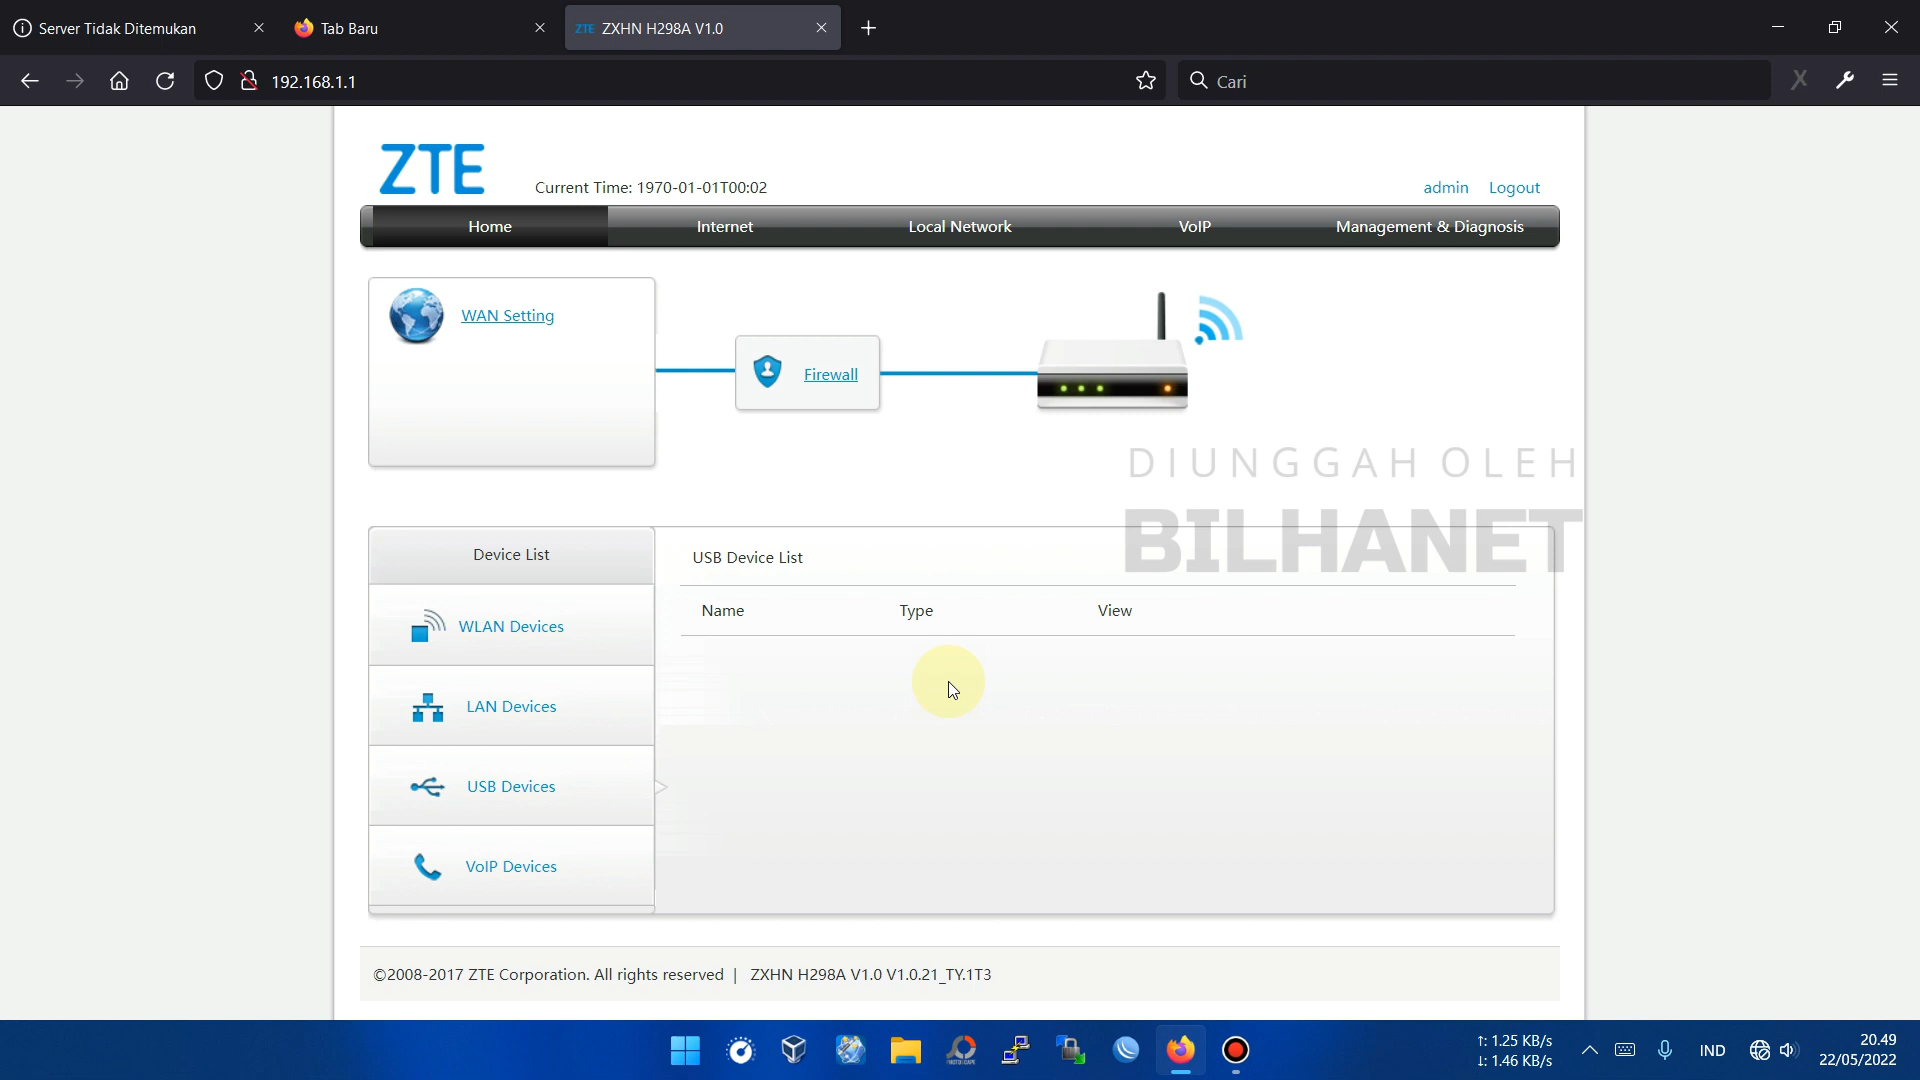 Server Tidak Ditemukan
Tab Baru
ZTE ZXHN H298A V1.0
192.168.1.1
Cari
ZTE
Current Time: 1970-01-01T00:02
admin Logout
Home Internet Local Network VoIP Management & Diagnosis
WAN Setting
Firewall
DIUNGGAH OLEH
BILHANET
Device List
USB Device List
Name Type View
WLAN Devices
LAN Devices
USB Devices
VoIP Devices
©2008-2017 ZTE Corporation. All rights reserved | ZXHN H298A V1.0 V1.0.21_TY.1T3
↑: 1.25 KB/s
↓: 1.46 KB/s
IND
20.49
22/05/2022